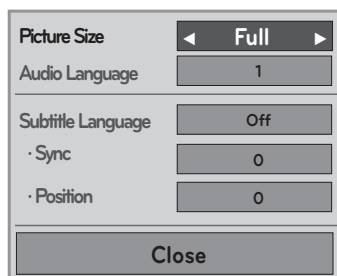 Picture Size ◀ Full ▶
Audio Language 1
Subtitle Language Off
· Sync 0
· Position 0
Close